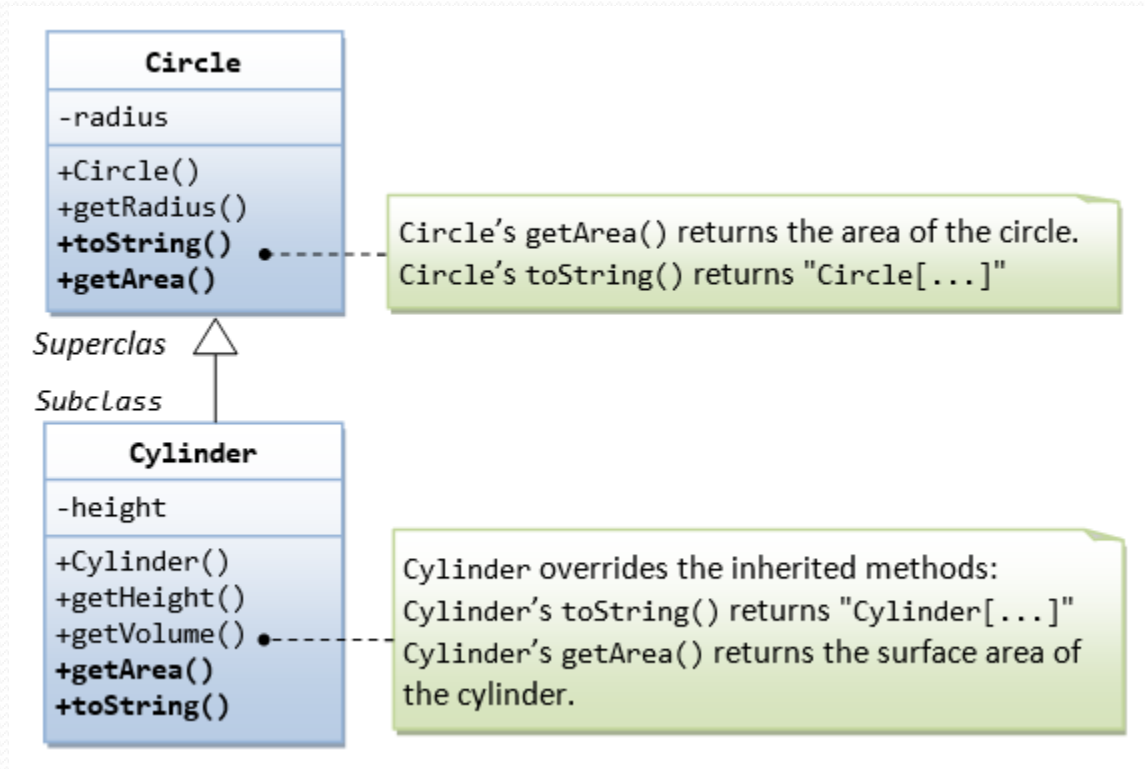 Circle
-radius
+Circle()
+getRadius()
+toString()
+getArea()
Circle's getArea() returns the area of the circle.
Circle's toString() returns "Circle[...]"
Superclas
Subclass
Cylinder
-height
+Cylinder()
+getHeight()
+getVolume()
+getArea()
+toString()
Cylinder overrides the inherited methods:
Cylinder's toString() returns "Cylinder[...]"
Cylinder's getArea() returns the surface area of
the cylinder.